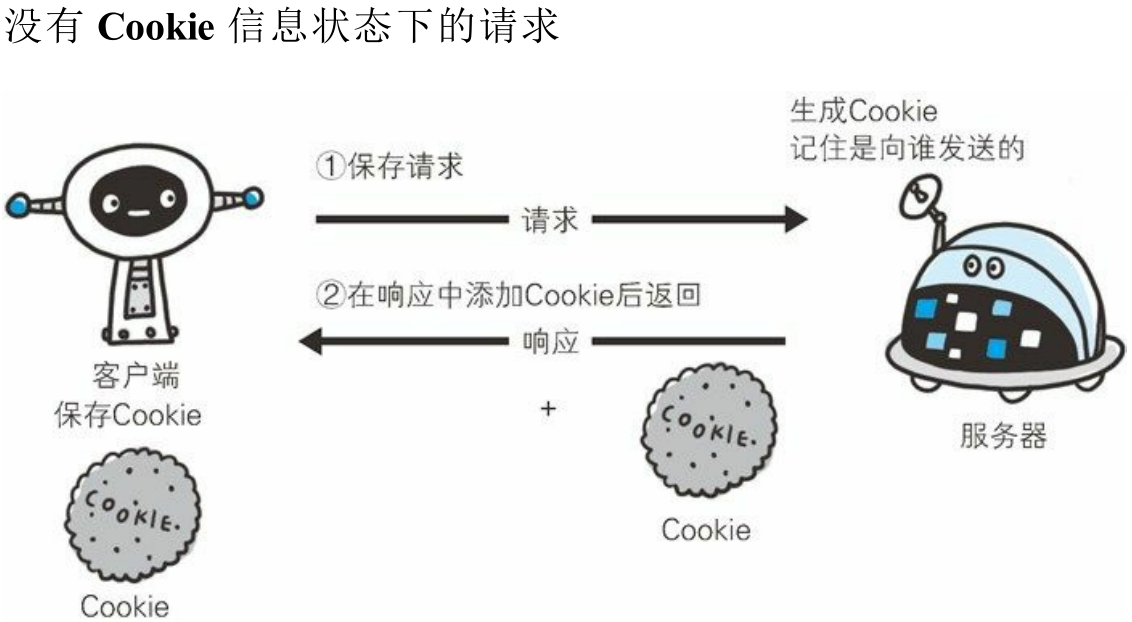 没有 Cookie 信息状态下的请求
生成Cookie
记住是向谁发送的
①保存请求
请求
②在响应中添加Cookie后返回
响应
客户端
保存Cookie
+
COOKIE.
服务器
COOKIE.
Cookie
Cookie